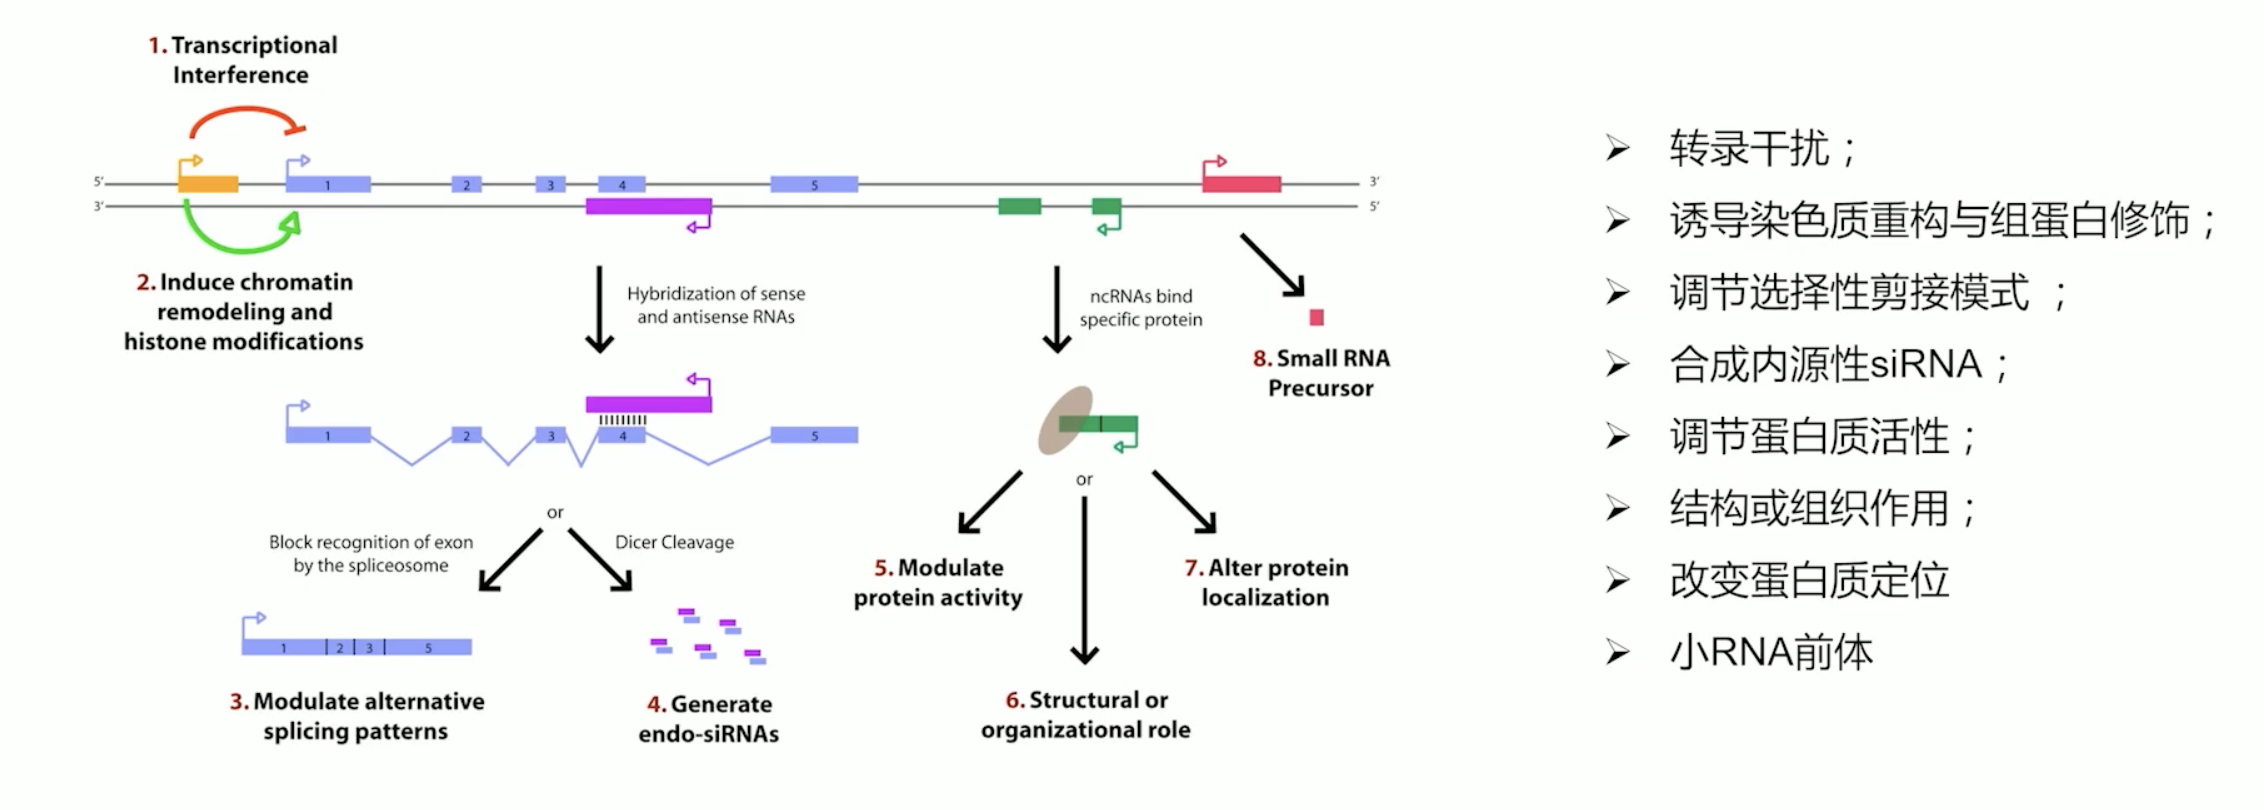 1. Transcriptional
Interference
5′
1
2
3
4
5
3′
3′
5′
2. Induce chromatin
remodeling and
histone modifications
Hybridization of sense
and antisense RNAs
ncRNAs bind
specific protein
8. Small RNA
Precursor
1
2
3
4
5
or
or
Block recognition of exon
by the spliceosome
Dicer Cleavage
5. Modulate
protein activity
7. Alter protein
localization
1
2
3
5
3. Modulate alternative
splicing patterns
4. Generate
endo-siRNAs
6. Structural or
organizational role
转录干扰；
诱导染色质重构与组蛋白修饰；
调节选择性剪接模式 ；
合成内源性siRNA；
调节蛋白质活性；
结构或组织作用；
改变蛋白质定位
小RNA前体